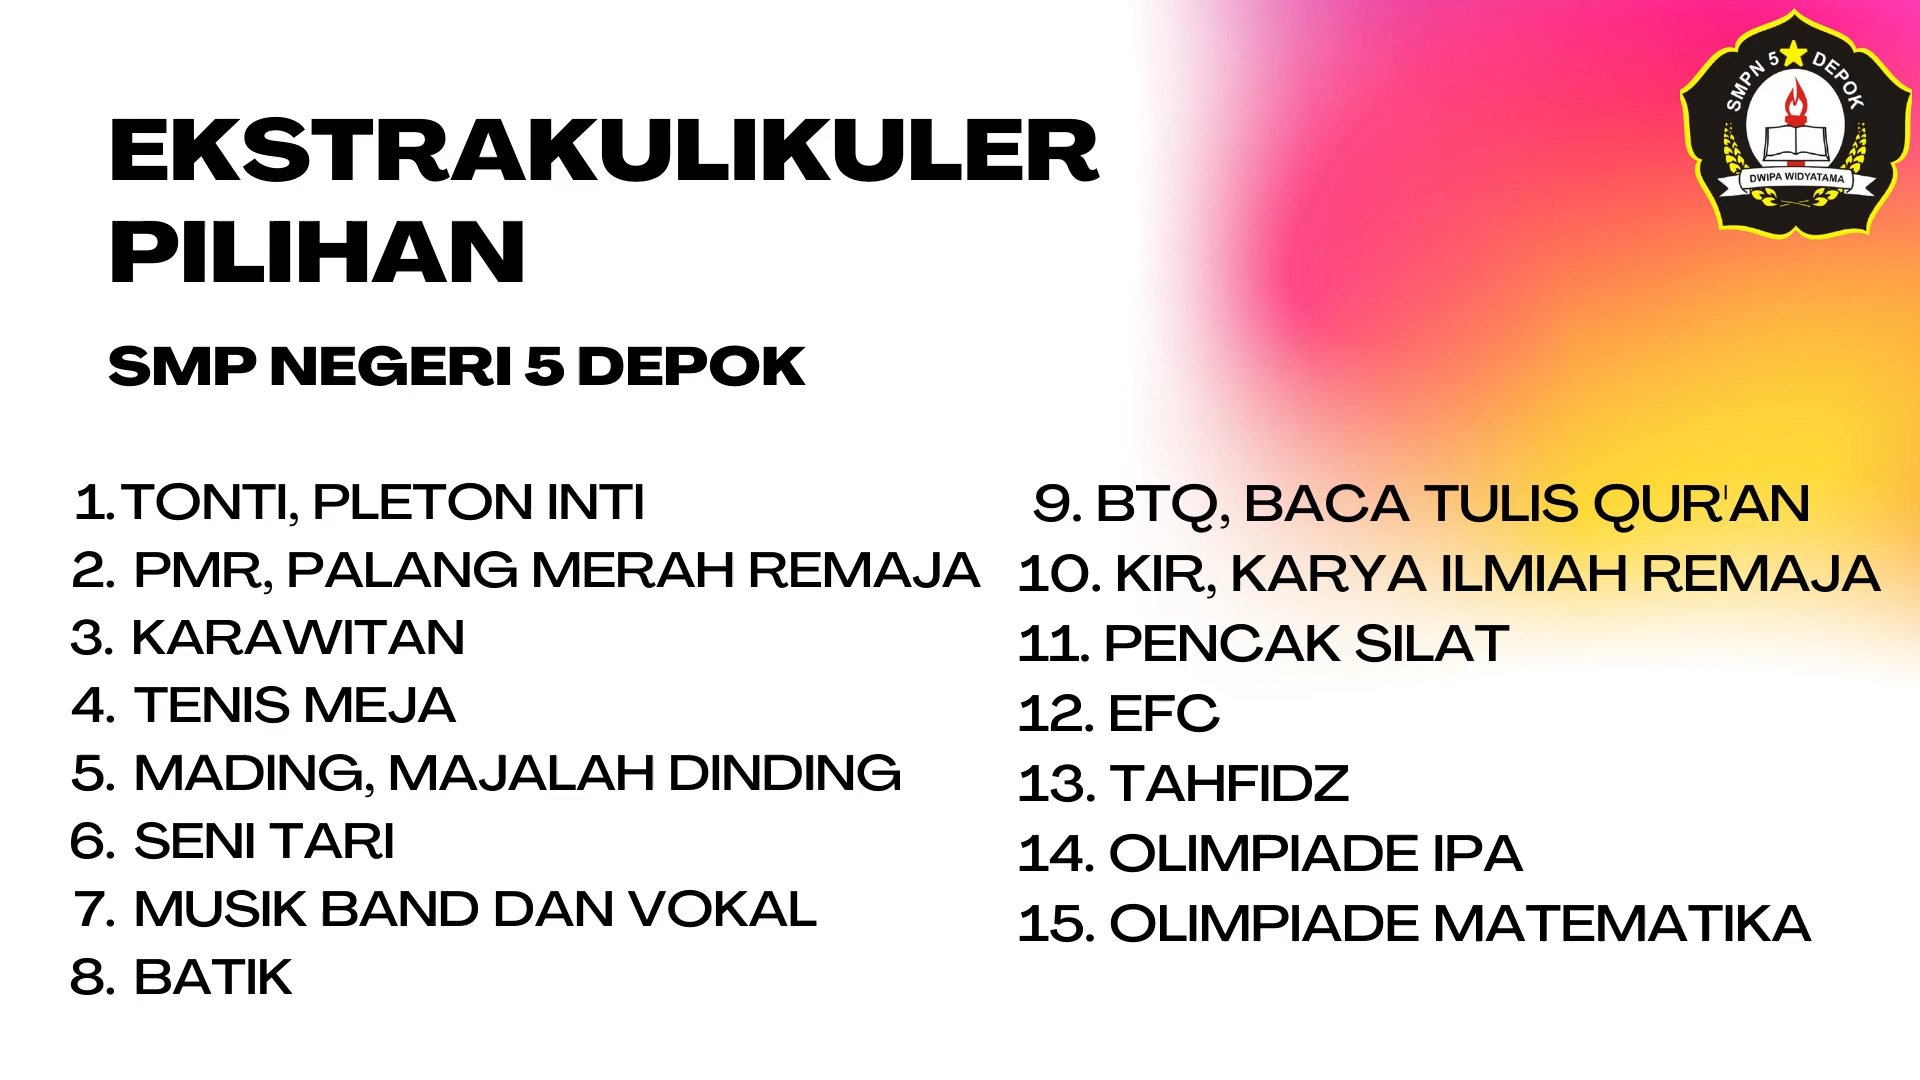 EKSTRAKULIKULER
PILIHAN
SMP NEGERI 5 DEPOK
1. TONTI, PLETON INTI
2. PMR, PALANG MERAH REMAJA
3. KARAWITAN
4. TENIS MEJA
5. MADING, MAJALAH DINDING
6. SENI TARI
7. MUSIK BAND DAN VOKAL
8. BATIK
9. BTQ, BACA TULIS QUR'AN
10. KIR, KARYA ILMIAH REMAJA
11. PENCAK SILAT
12. EFC
13. TAHFIDZ
14. OLIMPIADE IPA
15. OLIMPIADE MATEMATIKA
SMPN 5 DEPOK
DWIPA WIDYATAMA